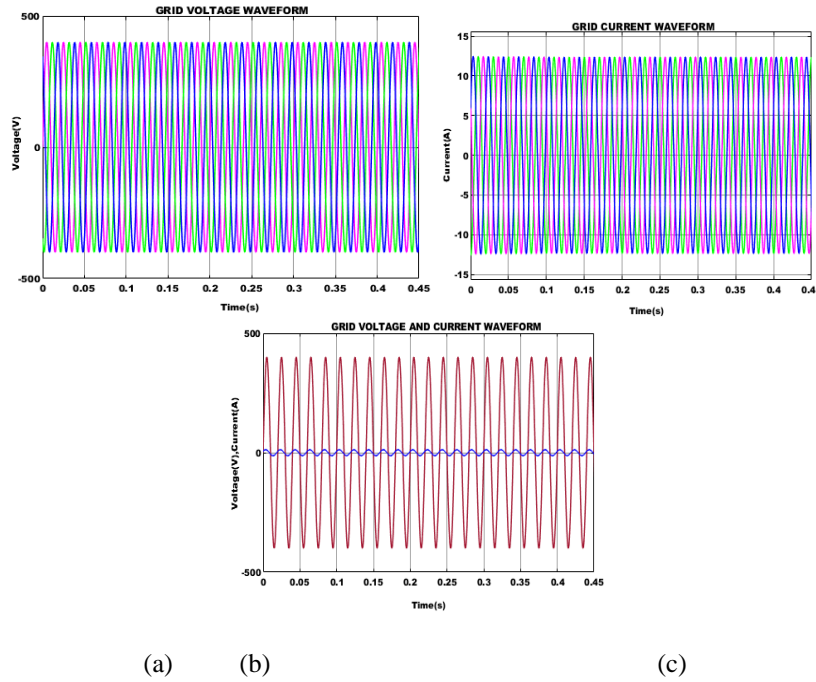 GRID VOLTAGE WAVEFORM
500
0
-500
Voltage(V)
0 0.05 0.1 0.15 0.2 0.25 0.3 0.35 0.4 0.45
Time(s)
GRID CURRENT WAVEFORM
15
10
5
0
-5
-10
-15
Current(A)
0 0.05 0.1 0.15 0.2 0.25 0.3 0.35 0.4
Time(s)
GRID VOLTAGE AND CURRENT WAVEFORM
500
0
-500
Voltage(V),Current(A)
0 0.05 0.1 0.15 0.2 0.25 0.3 0.35 0.4 0.45
Time(s)
(a) (b) (c)